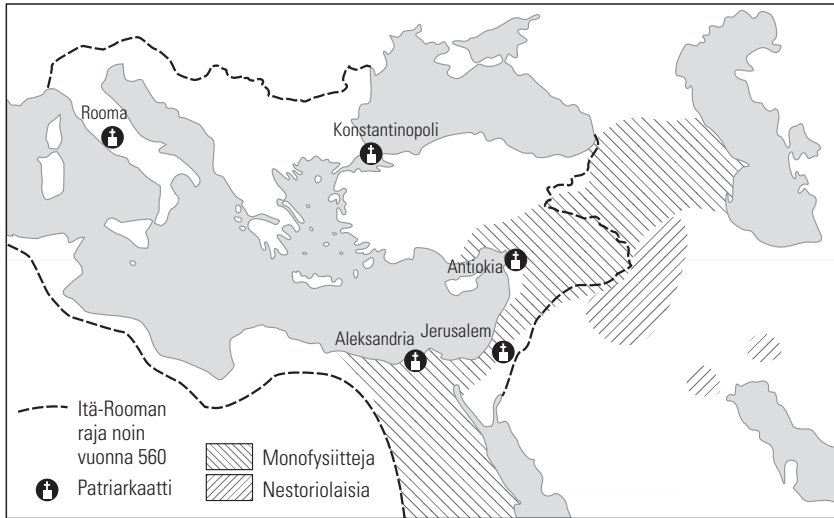 Rooma
Konstantinopoli
Antiokia
Aleksandria
Jerusalem
Itä-Rooman
raja noin
vuonna 560
Patriarkaatti
Monofysiittejä
Nestoriolaisia